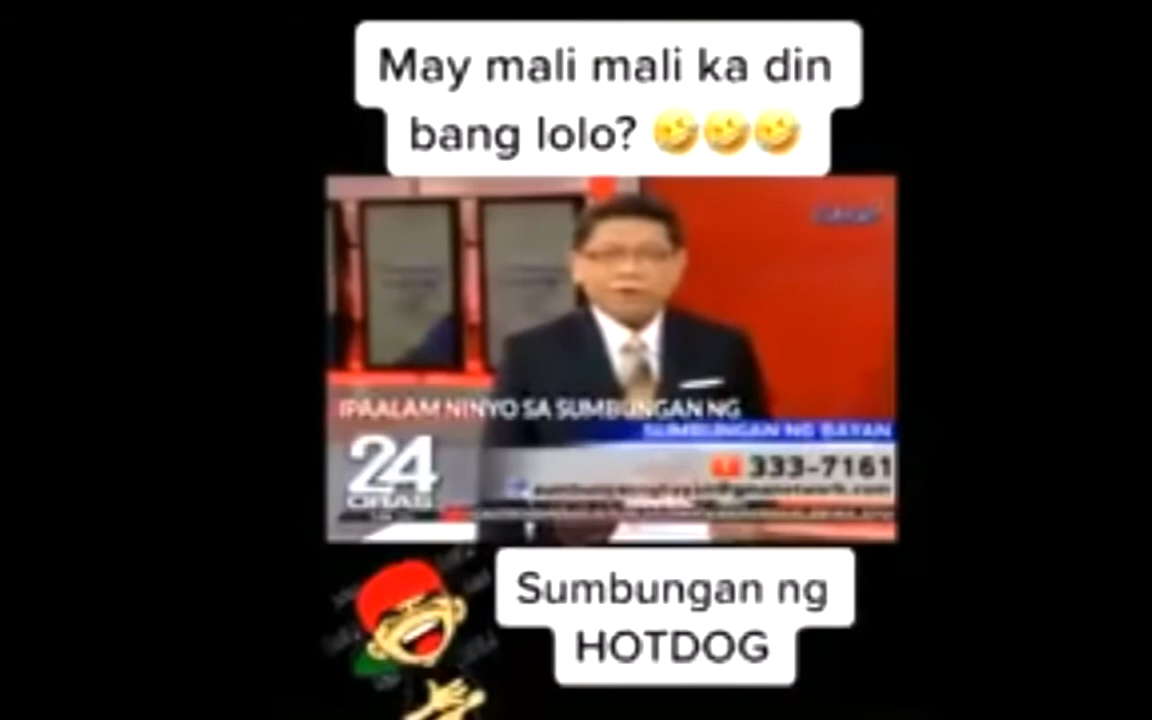 May mali mali ka din
bang lolo? 🤣🤣🤣
IPAALAM NINYO SA SUMBUNGAN NG
SUMBUNGAN NG BAYAN
24
ORAS
333-7161
Sumbungan ng
HOTDOG